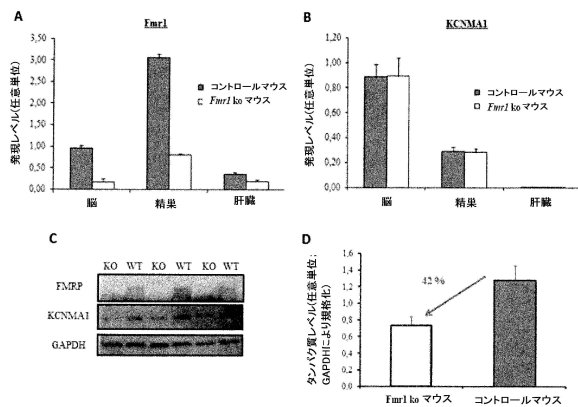 A
Fmr1
発現レベル(任意単位)
3,50
3,00
2,50
2,00
1,50
1,00
0,50
0,00
コントロールマウス
Fmr1 ko マウス
脳
精巣
肝臓
B
KCNMA1
発現レベル(任意単位)
1,20
1,00
0,80
0,60
0,40
0,20
0,00
コントロールマウス
Fmr1 ko マウス
脳
精巣
肝臓
C
KO WT KO WT KO WT
FMRP
KCNMA1
GAPDH
D
タンパク質レベル(任意単位;
GAPDHにより規格化)
1,6
1,4
1,2
1,0
0,8
0,6
0,4
0,2
0,0
42 %
Fmr1 ko マウス
コントロールマウス